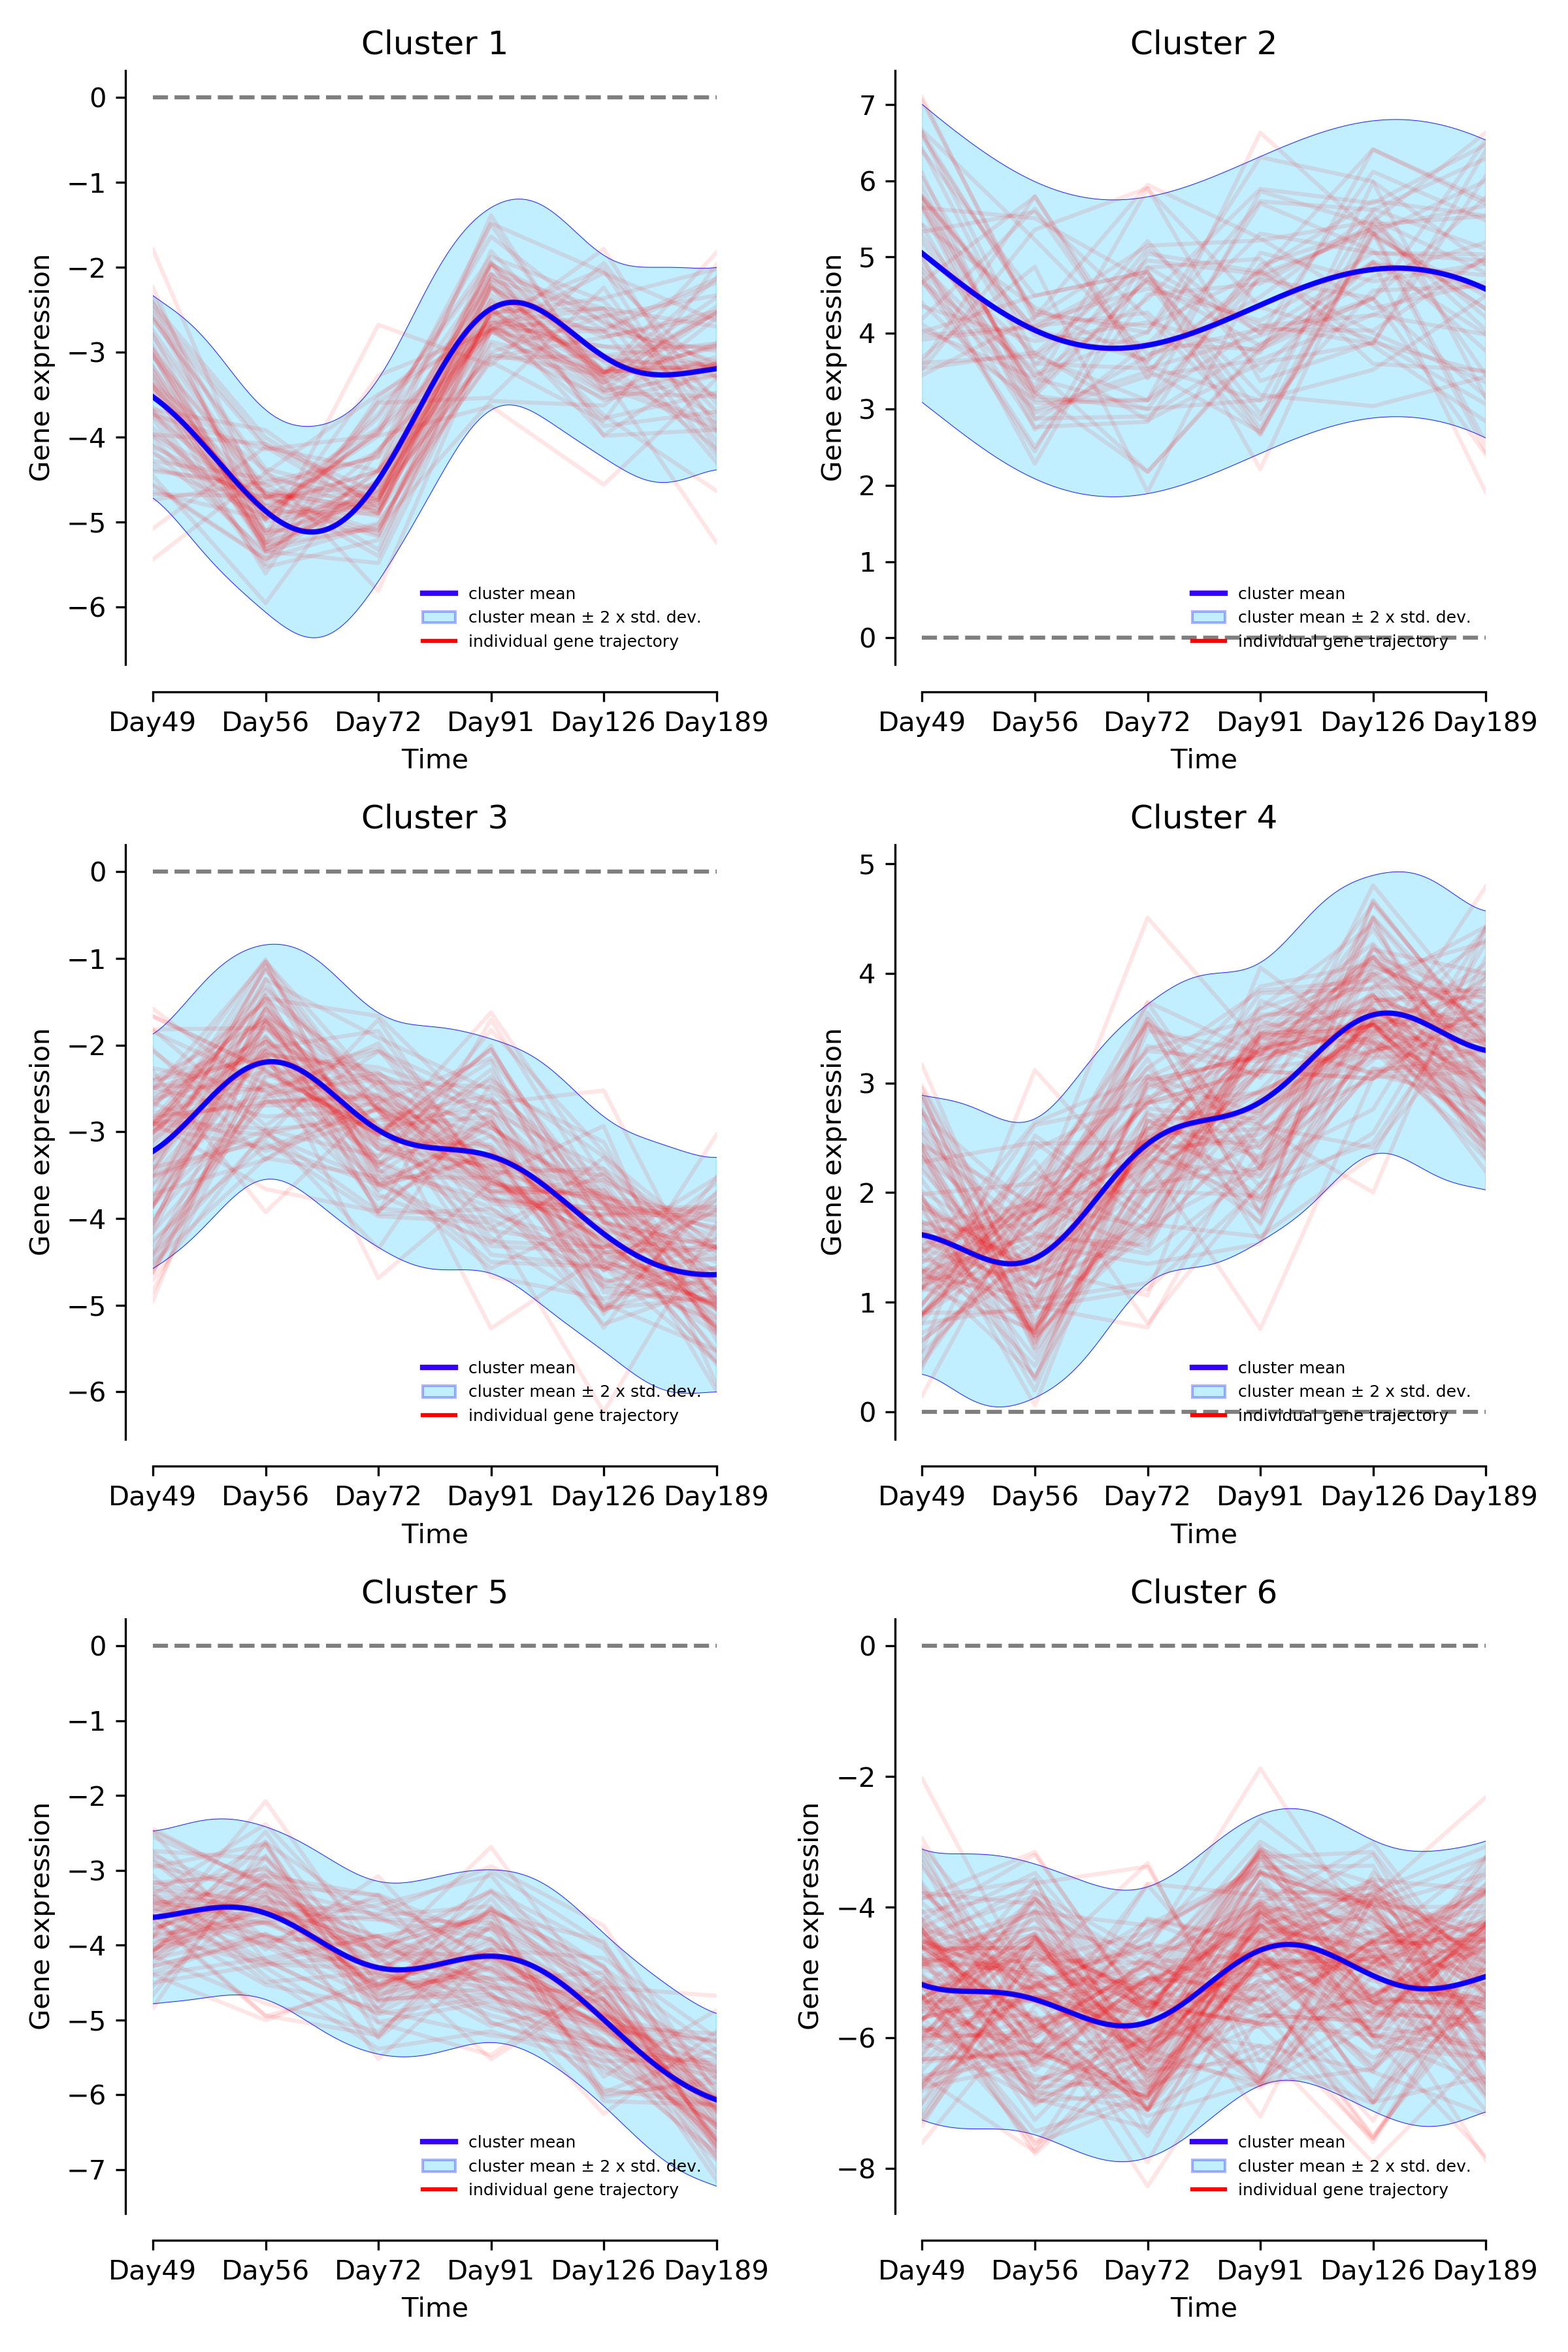 Cluster 1
0
−1
−2
−3
−4
−5
−6
Gene expression
cluster mean
cluster mean ± 2 x std. dev.
individual gene trajectory
Day49 Day56 Day72 Day91 Day126 Day189
Time
Cluster 2
7
6
5
4
3
2
1
0
Gene expression
cluster mean
cluster mean ± 2 x std. dev.
individual gene trajectory
Day49 Day56 Day72 Day91 Day126 Day189
Time
Cluster 3
0
−1
−2
−3
−4
−5
−6
Gene expression
cluster mean
cluster mean ± 2 x std. dev.
individual gene trajectory
Day49 Day56 Day72 Day91 Day126 Day189
Time
Cluster 4
5
4
3
2
1
0
Gene expression
cluster mean
cluster mean ± 2 x std. dev.
individual gene trajectory
Day49 Day56 Day72 Day91 Day126 Day189
Time
Cluster 5
0
−1
−2
−3
−4
−5
−6
−7
Gene expression
cluster mean
cluster mean ± 2 x std. dev.
individual gene trajectory
Day49 Day56 Day72 Day91 Day126 Day189
Time
Cluster 6
0
−2
−4
−6
−8
Gene expression
cluster mean
cluster mean ± 2 x std. dev.
individual gene trajectory
Day49 Day56 Day72 Day91 Day126 Day189
Time